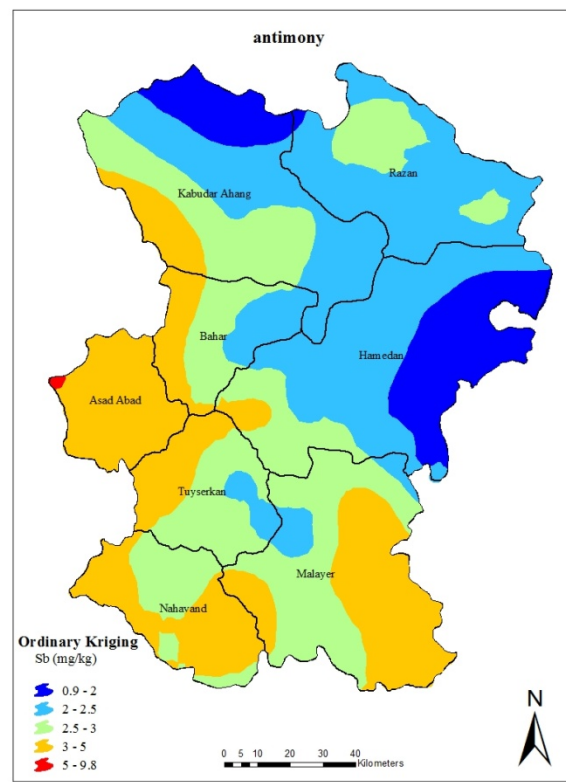 antimony
Razan
Kabudar Ahang
Bahar
Hamedan
Asad Abad
Tuyserkan
Malayer
Nahavand
Ordinary Kriging
Sb (mg/kg)
0.9 - 2
2 - 2.5
2.5 - 3
3 - 5
5 - 9.8
0 5 10 20 30 40
Kilometers
N